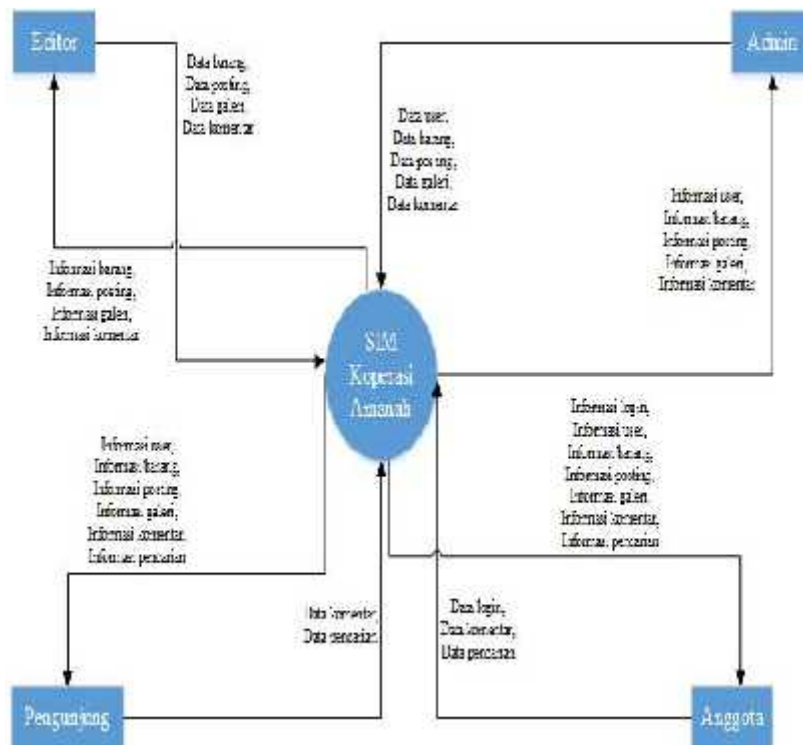 Editor
Admin
Data barang,
Data posting,
Data galeri,
Data komentar
Data user,
Data barang,
Data posting,
Data galeri,
Data komentar
Informasi user,
Informasi barang,
Informasi posting,
Informasi galeri,
Informasi komentar
Informasi barang,
Informasi posting,
Informasi galeri,
Informasi komentar
SIM
Koperasi
Amanah
Informasi user,
Informasi barang,
Informasi posting,
Informasi galeri,
Informasi komentar,
Informasi pencarian
Informasi login,
Informasi user,
Informasi barang,
Informasi posting,
Informasi galeri,
Informasi komentar,
Informasi pencarian
Data komentar,
Data pencarian
Data login,
Data komentar,
Data pencarian
Pengunjung
Anggota